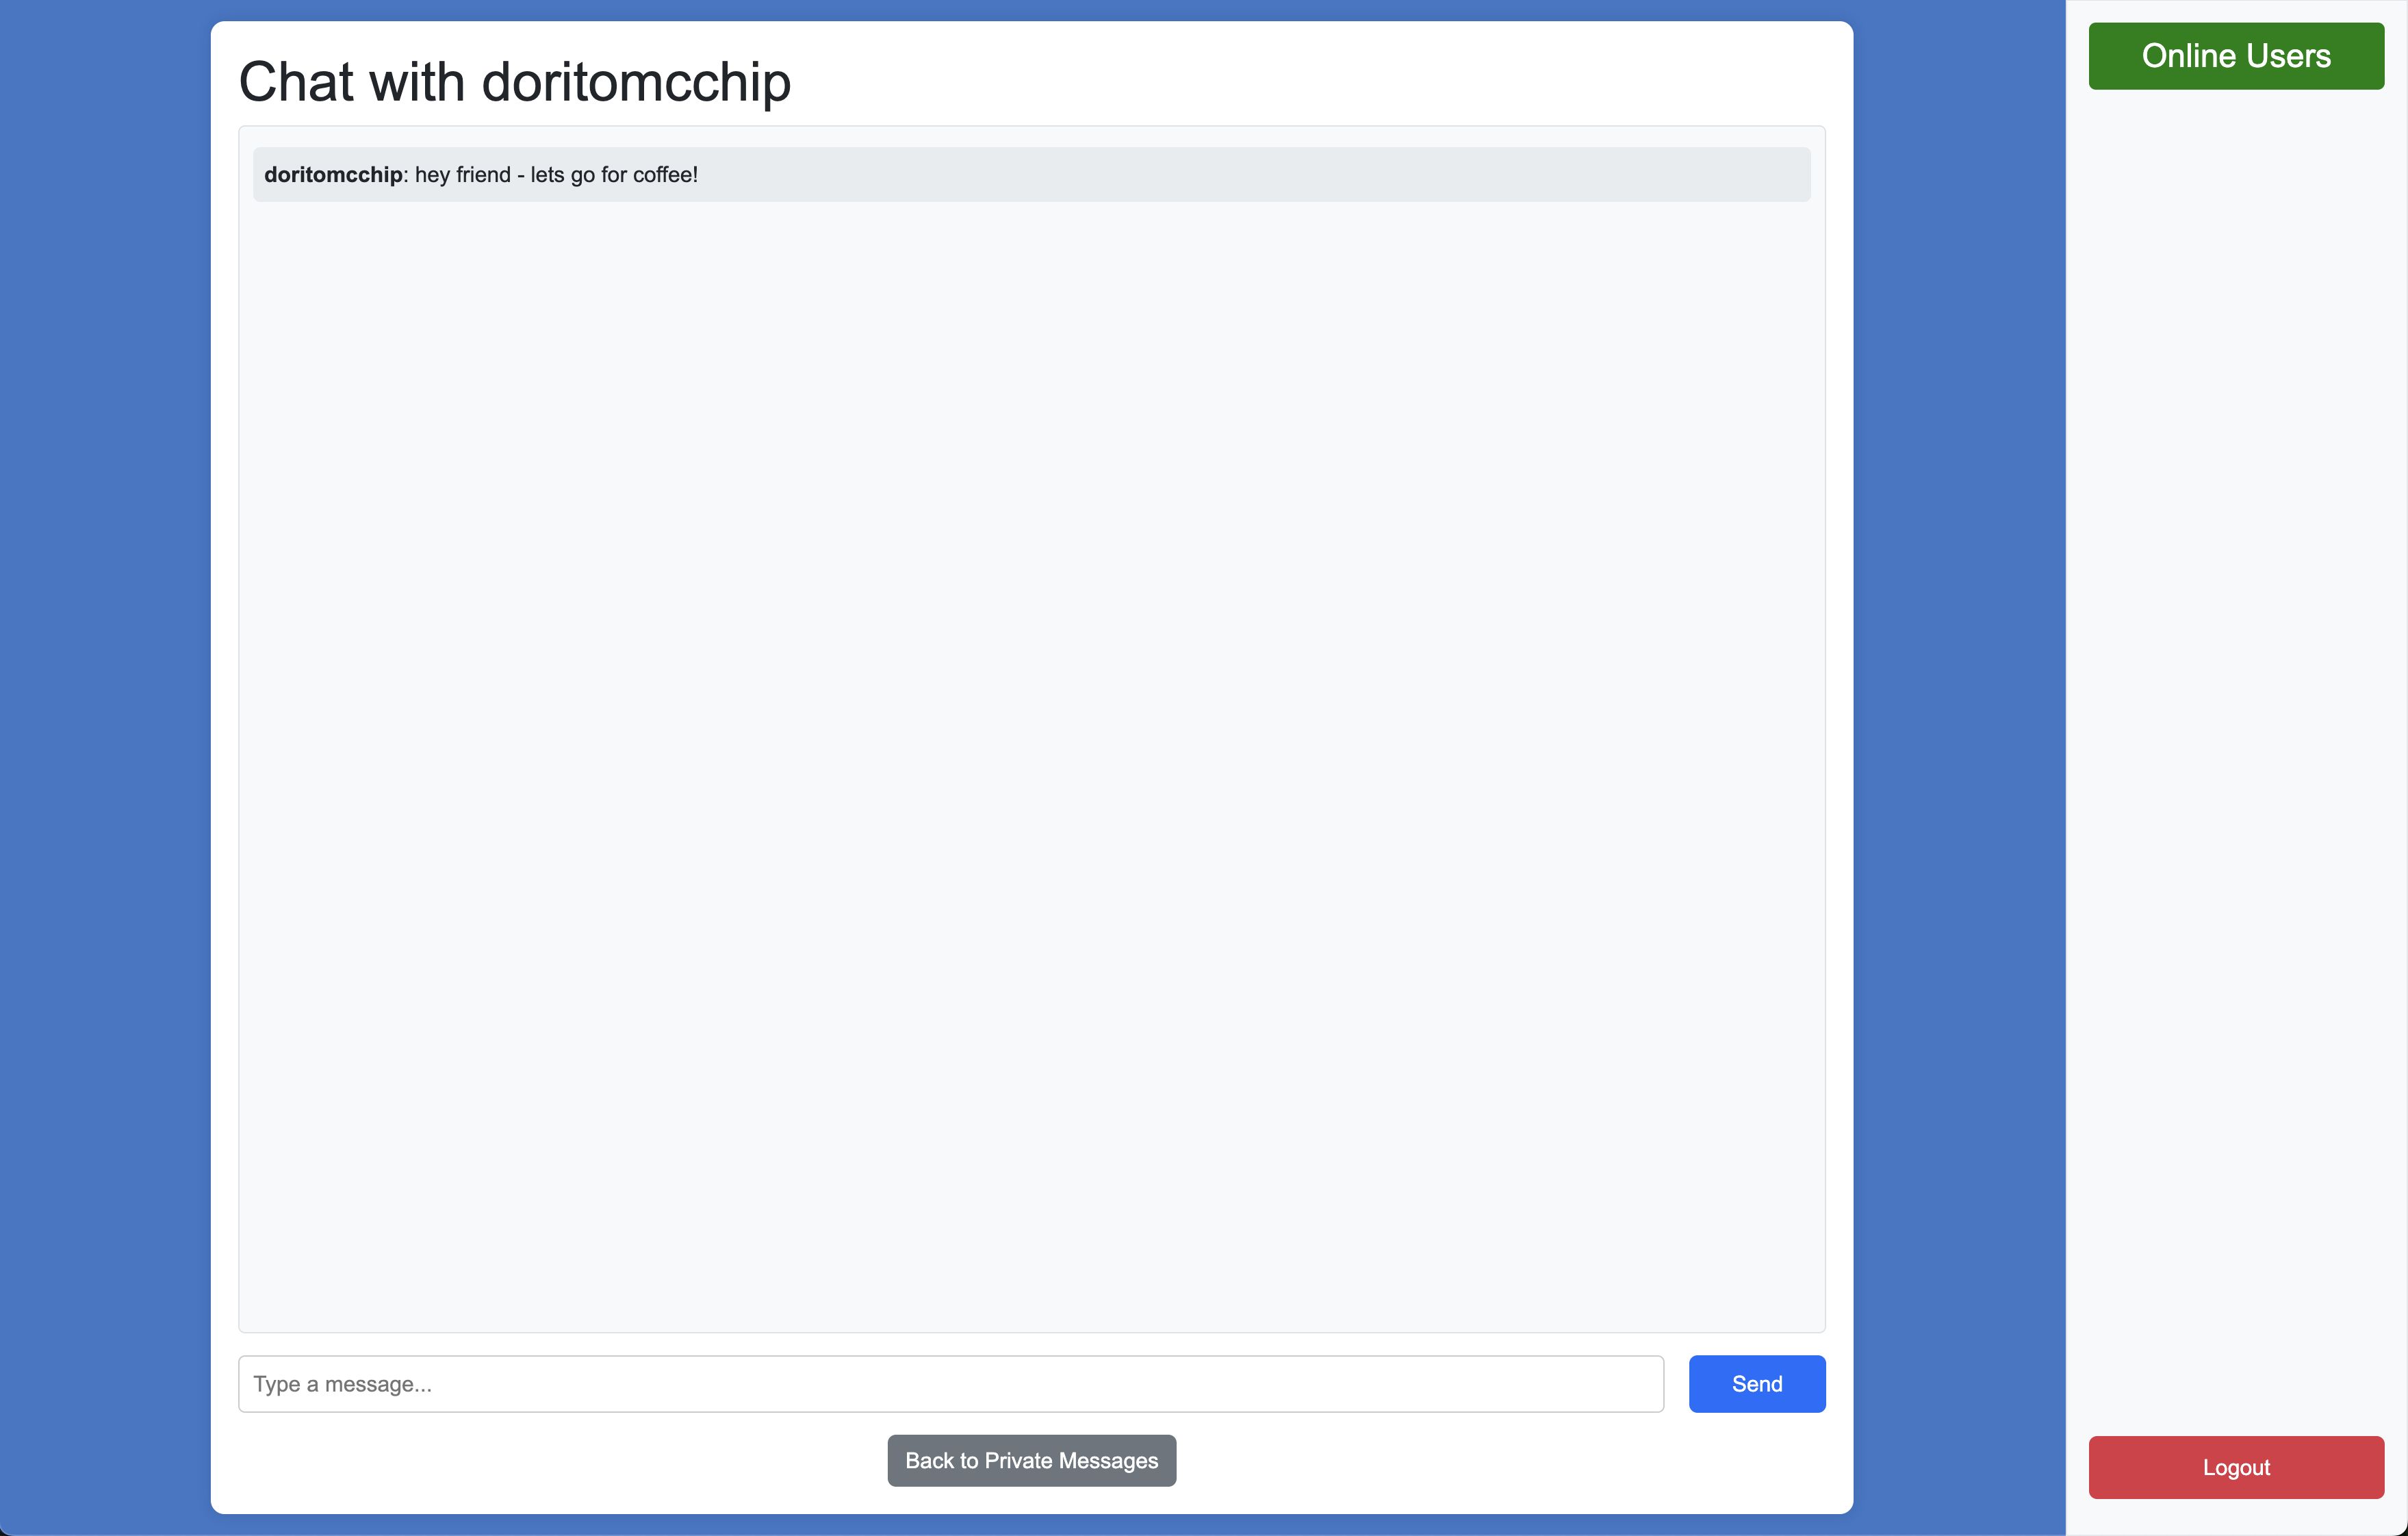 Chat with doritomcchip
doritomcchip: hey friend - lets go for coffee!
Type a message...
Send
Back to Private Messages
Online Users
Logout